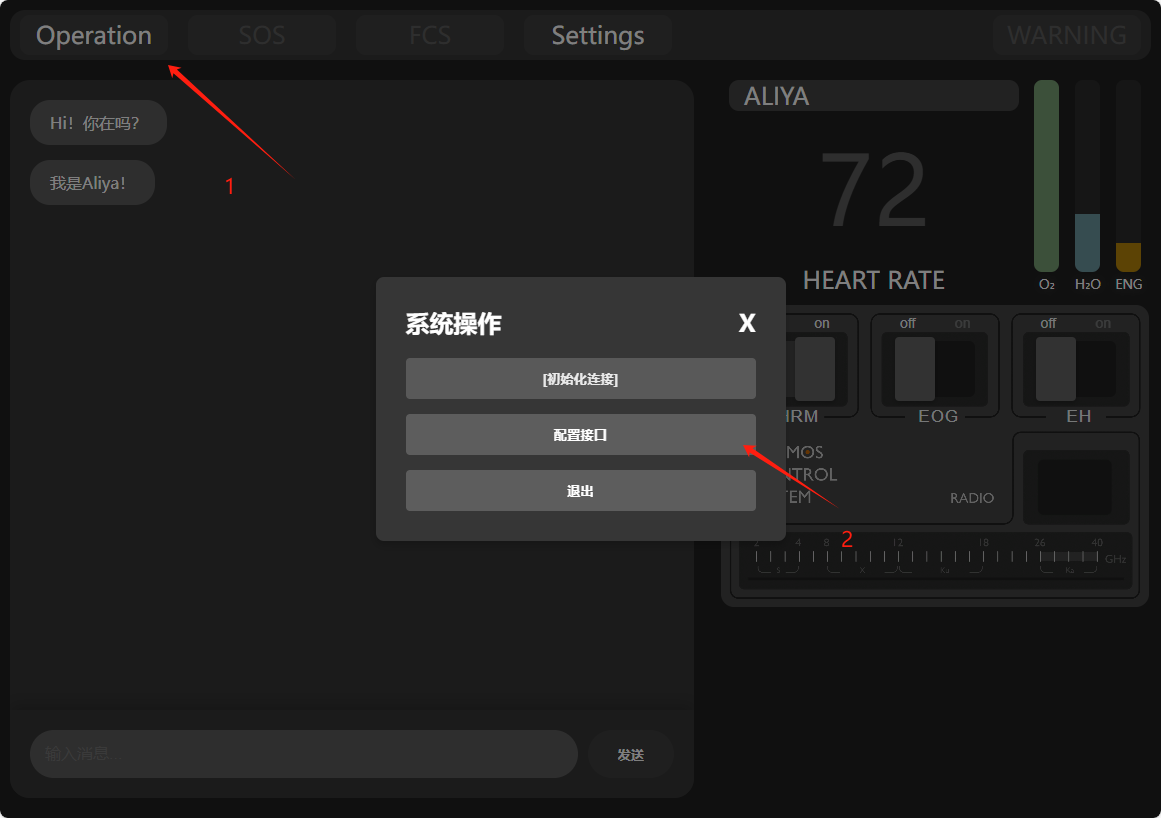 Operation SOS FCS Settings WARNING
Hi！你在吗？
我是Aliya！
1
ALIYA
72
HEART RATE
O₂ H₂O ENG
系统操作 X
[初始化连接]
配置接口
退出
2
on off on off on
HRM EOG EH
MOS
NTROL
TEM
RADIO
2 4 8 12 18 26 40 GHz
S X Ku Ka
输入消息...
发送